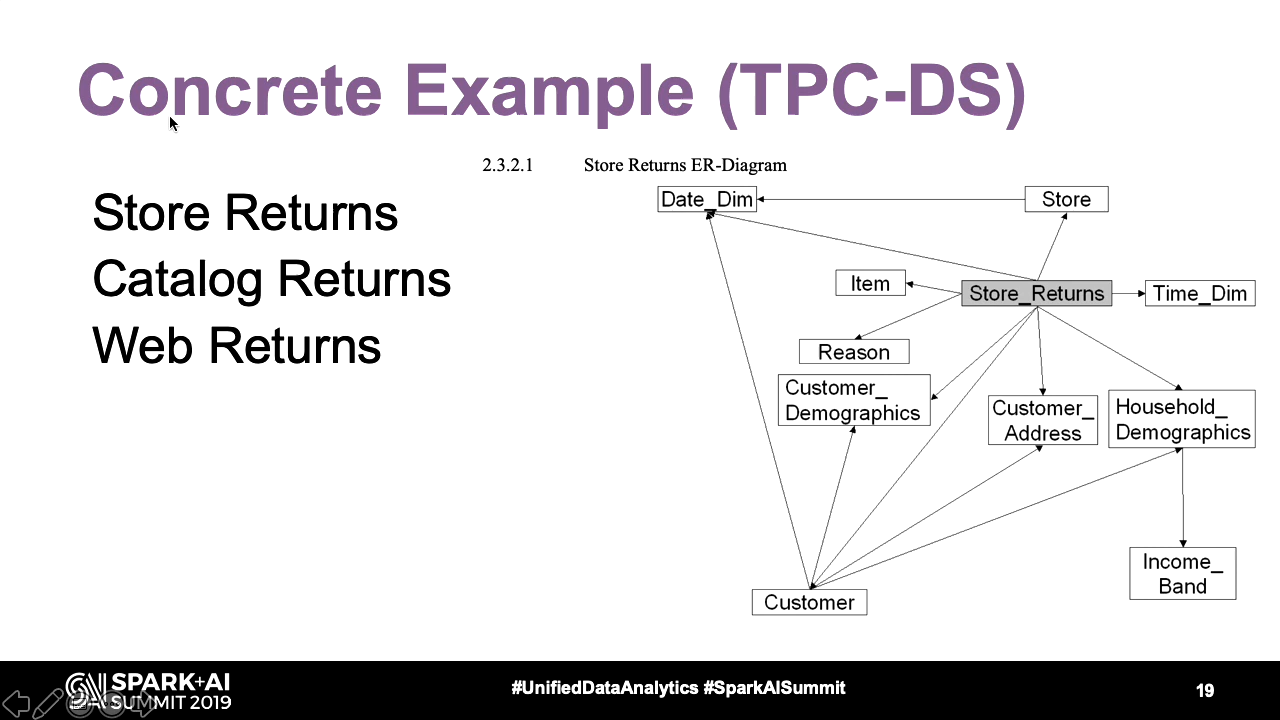 Concrete Example (TPC-DS)
2.3.2.1 Store Returns ER-Diagram
Store Returns
Catalog Returns
Web Returns
Date_Dim
Store
Item
Store_Returns
Time_Dim
Reason
Customer_
Demographics
Customer_
Address
Household_
Demographics
Income_
Band
Customer
SPARK+AI
SUMMIT 2019
#UnifiedDataAnalytics #SparkAISummit
19